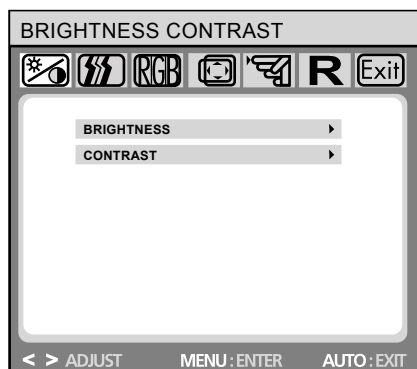 BRIGHTNESS CONTRAST
RGB R Exit
BRIGHTNESS
CONTRAST
< > ADJUST MENU : ENTER AUTO : EXIT